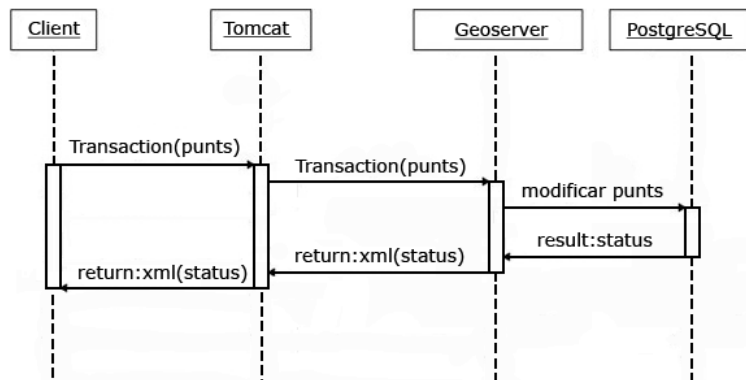 Client
Tomcat
Geoserver
PostgreSQL
Transaction(punts)
Transaction(punts)
modificar punts
result:status
return:xml(status)
return:xml(status)